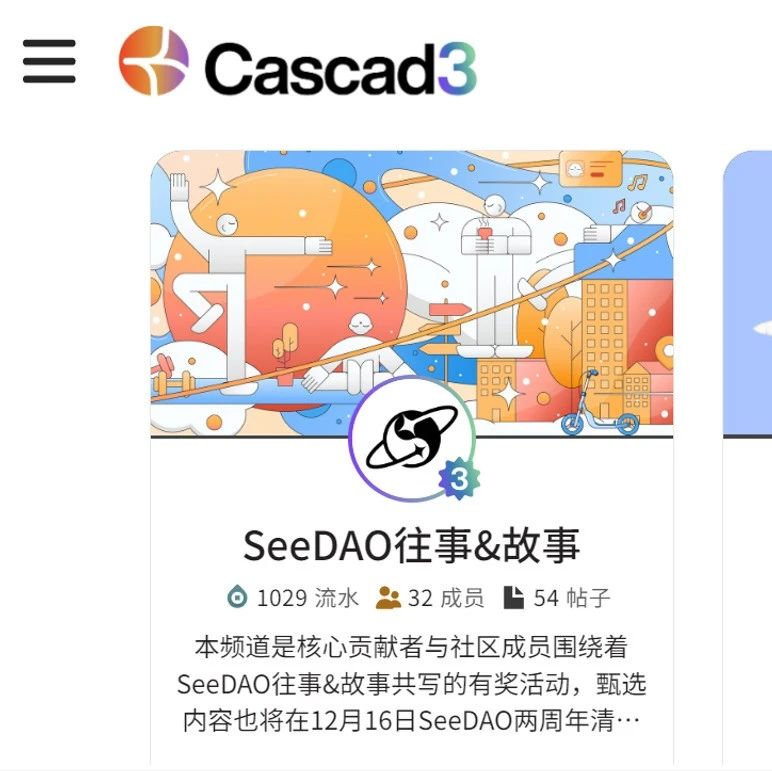 Cascad3
3
SeeDAO往事&故事
1029 流水 32 成员 54 帖子
本频道是核心贡献者与社区成员围绕着
SeeDAO往事&故事共写的有奖活动，甄选
内容也将在12月16日SeeDAO两周年清…